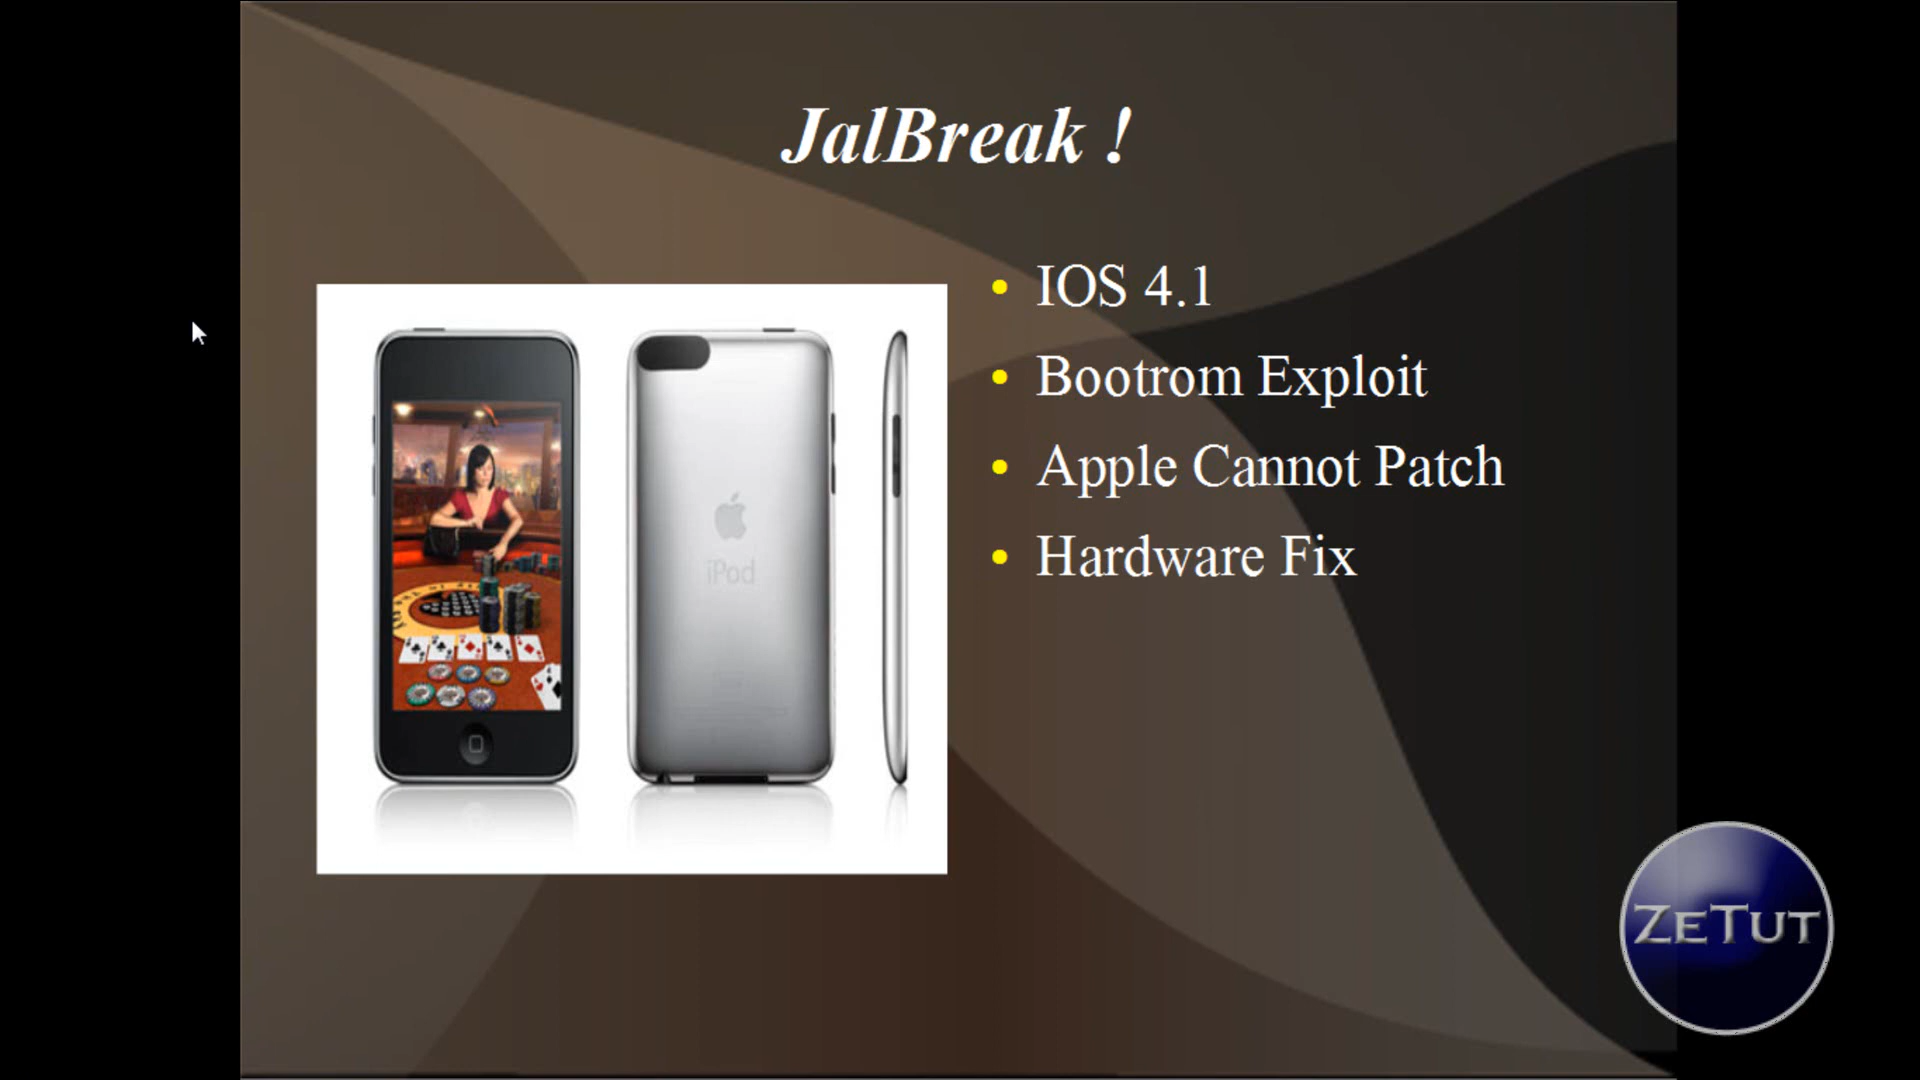 JalBreak !
IOS 4.1
Bootrom Exploit
Apple Cannot Patch
Hardware Fix
iPod
ZeTut